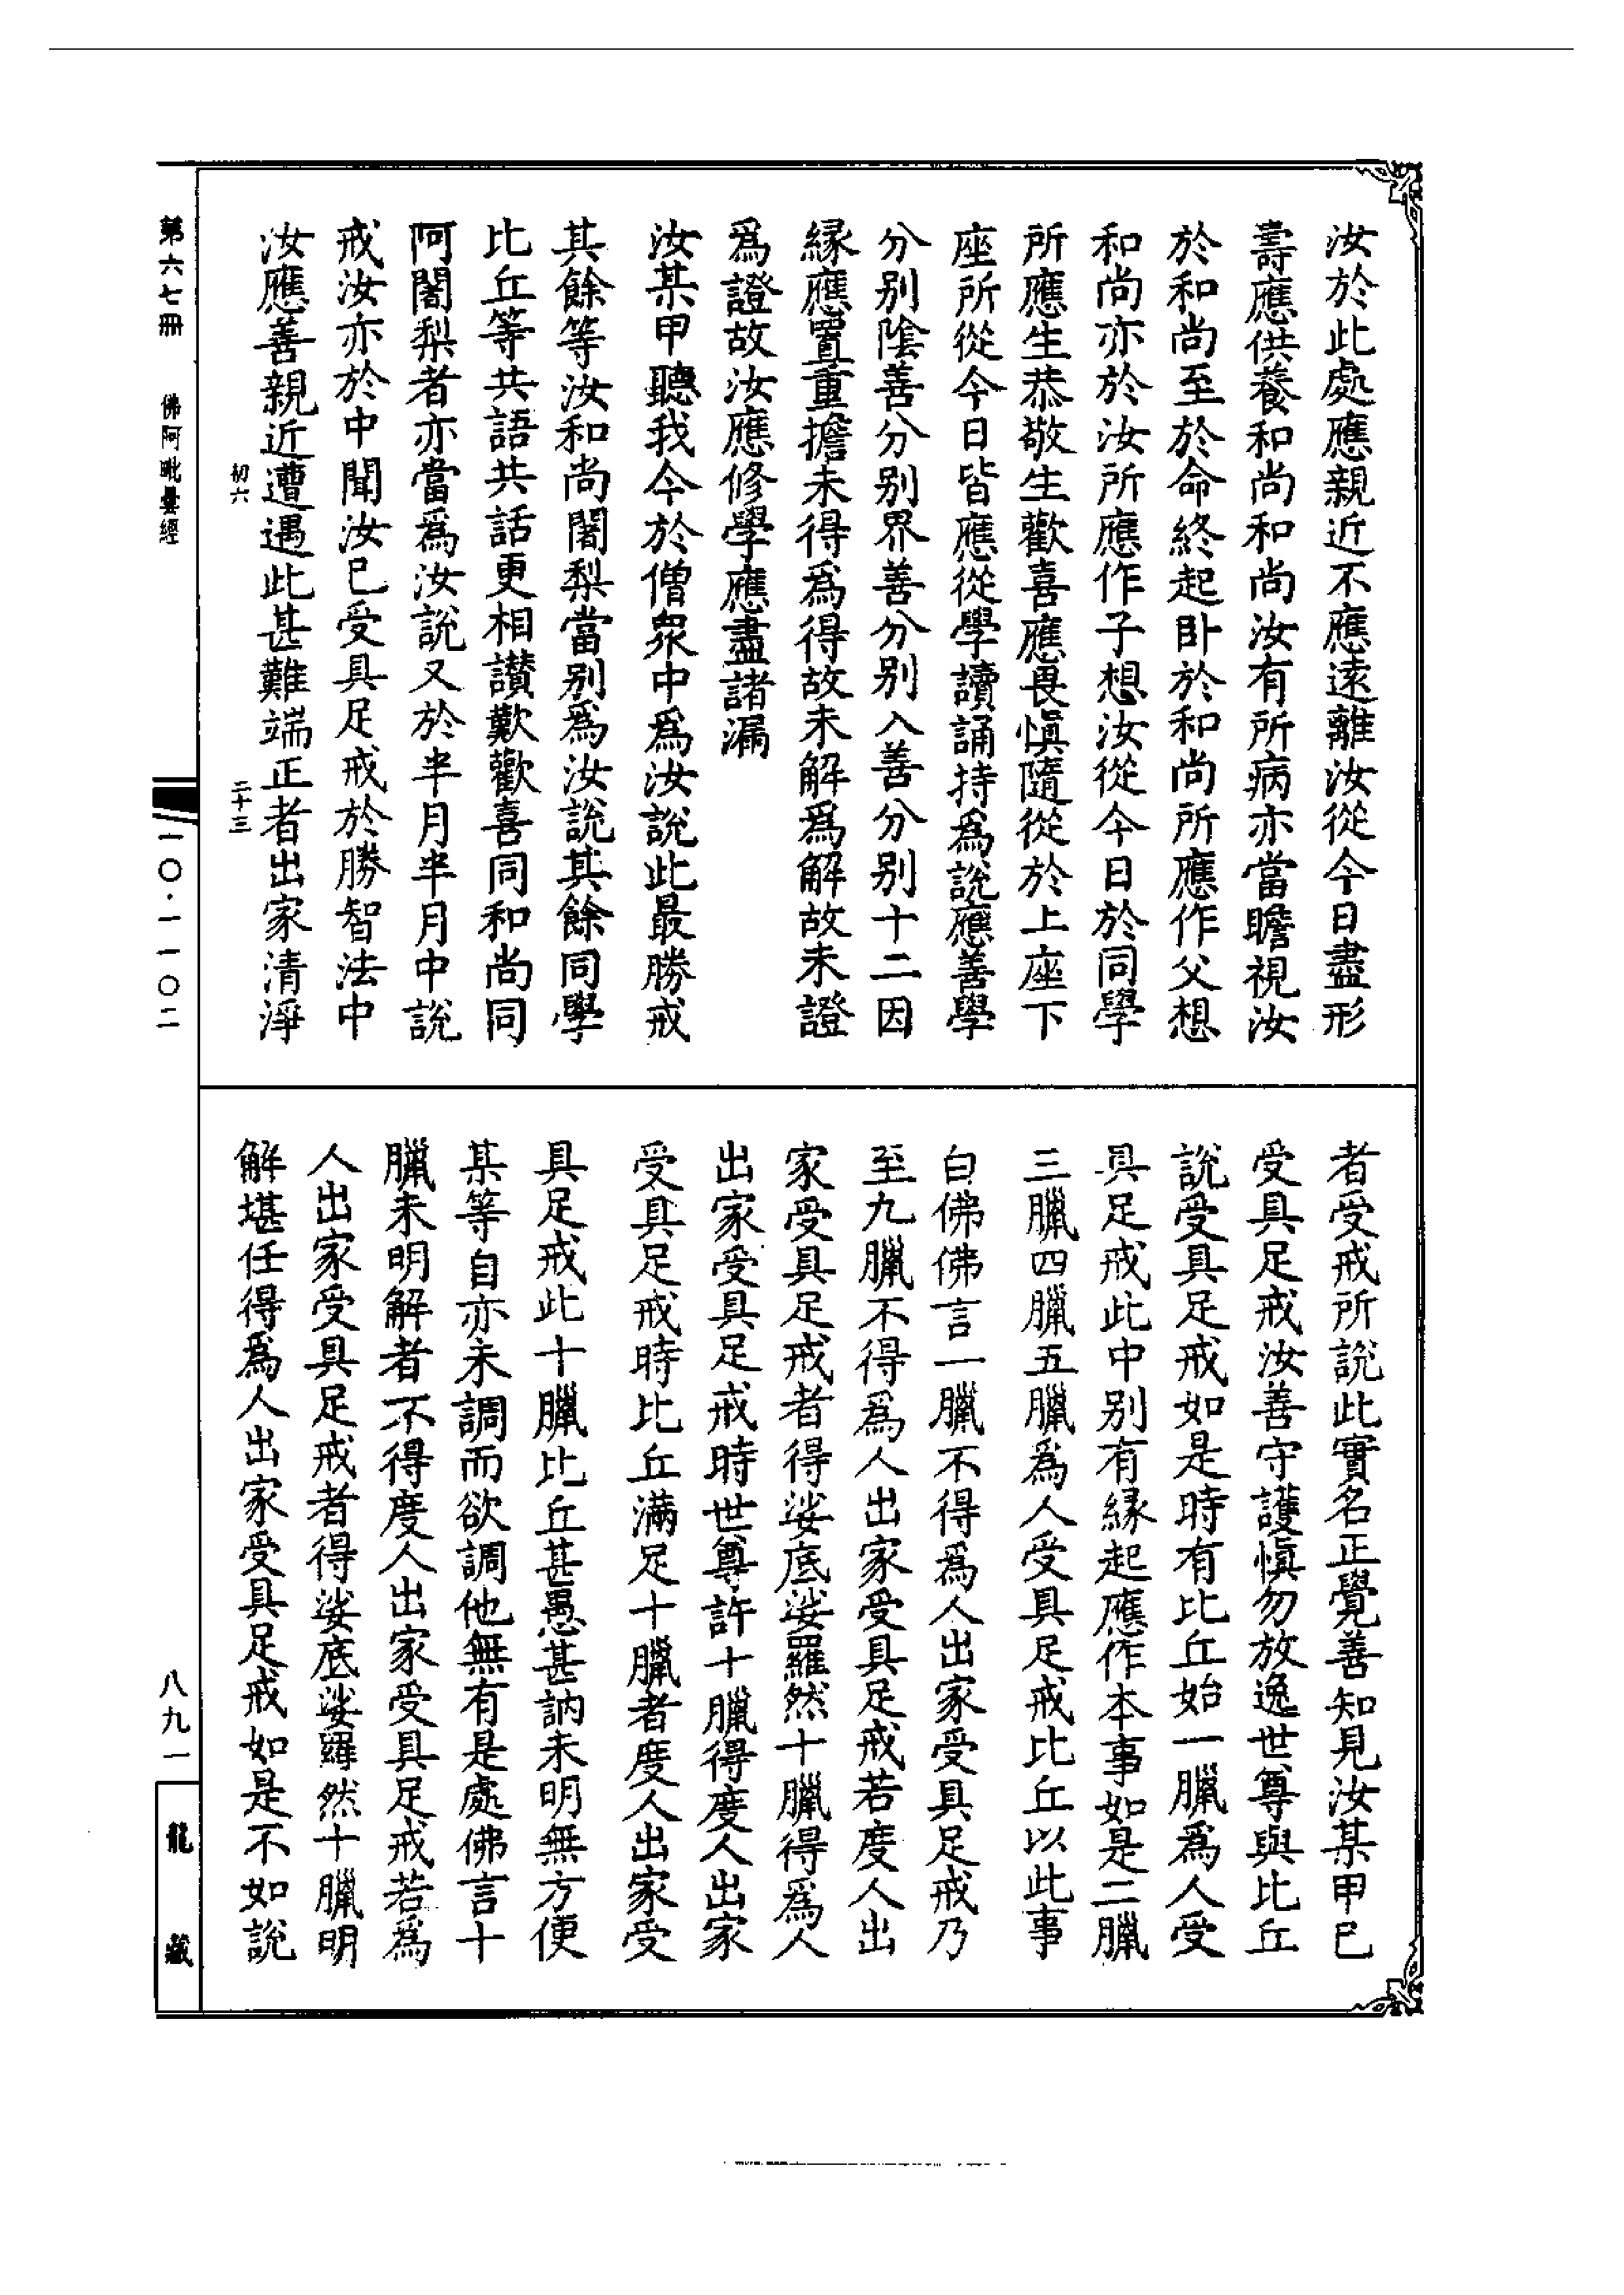 汝於此處應親近不應遠離汝從今日盡形
壽應供養和尚和尚汝有所病亦當瞻視汝
於和尚至於命終起卧於和尚所應作父想
和尚亦於汝所應作子想汝從今日於同學
所應生恭敬生歡喜應畏愼隨從於上座下
座所從今日皆應從學讀誦持為說應善學
分别陰善分别界善分别入善分别十二因
緣應置重擔未得爲得故未解爲解故未證
爲證故汝應修學應盡諸漏
汝某甲聽我今於僧衆中爲汝說此最勝戒
其餘等汝和尚闍梨當别爲汝說其餘同學
比丘等共語共話更相讃歎歡喜同和尚同
阿闍梨者亦當爲汝說又於半月半月中說
戒汝亦於中聞汝已受具足戒於勝智法中
汝應善親近遭遇此甚難端正者出家清淨
者受戒所說此實名正覺善知見汝某甲已
受具足戒汝善守護愼勿放逸世尊與比丘
說受具足戒如是時有比丘始一臘爲人受
具足戒此中别有緣起應作本事如是二臘
三臘四臘五臘爲人受具足戒比丘以此事
白佛佛言一臘不得爲人出家受具足戒乃
至九臘不得爲人出家受具足戒若度人出
家受具足戒者得娑底娑羅然十臘得爲人
出家受具足戒時世尊許十臘得度人出家
受具足戒時比丘滿足十臘者度人出家受
具足戒此十臘比丘甚愚甚訥未明無方便
某等自亦未調而欲調他無有是處佛言十
臘未明解者不得度人出家受具足戒若爲
人出家受具足戒者得娑底娑羅然十臘明
解堪任得爲人出家受具足戒如是不如說
第六七冊 佛阿毗曇經
初六 二十三
一〇·一一〇二
八九一
龍藏